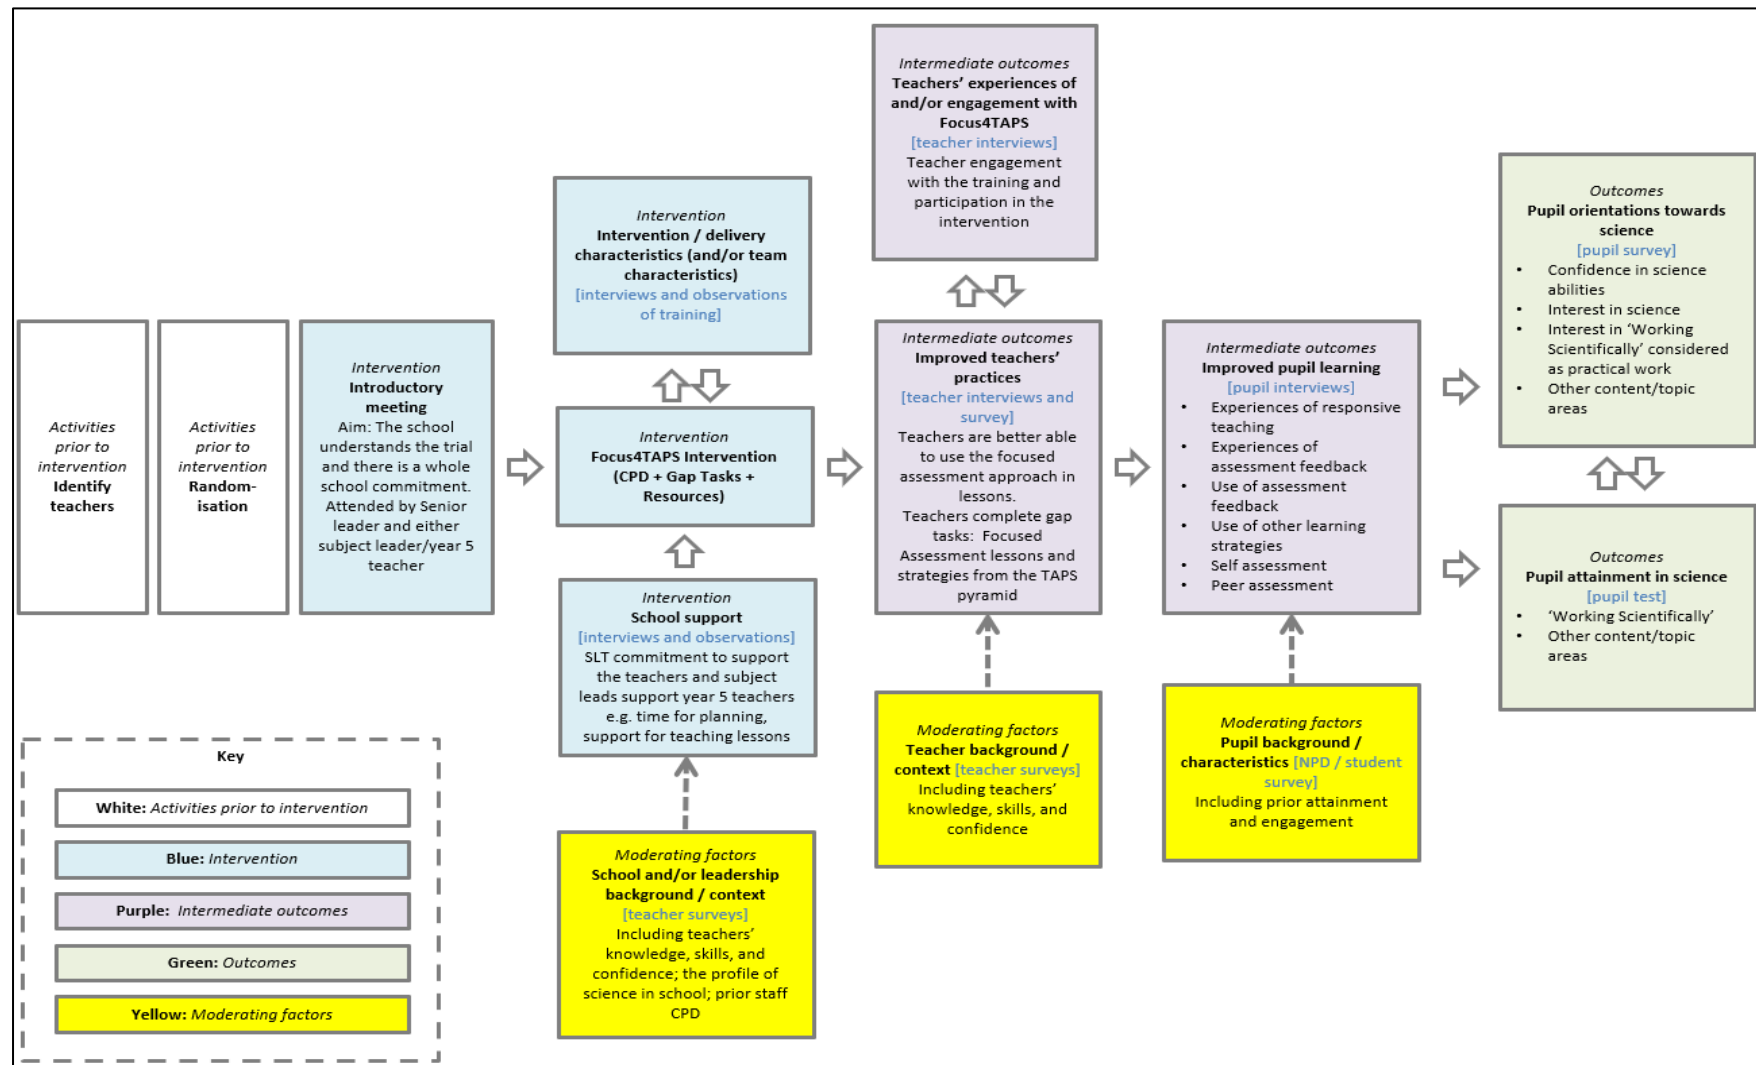 Activities
prior to
intervention
Identify
teachers
Activities
prior to
intervention
Random-
isation
Intervention
Introductory
meeting
Aim: The school
understands the trial
and there is a whole
school commitment.
Attended by Senior
leader and either
subject leader/year 5
teacher
Intervention
Intervention / delivery
characteristics (and/or team
characteristics)
[interviews and observations
of training]
Intervention
Focus4TAPS Intervention
(CPD + Gap Tasks +
Resources)
Intervention
School support
[interviews and observations]
SLT commitment to support
the teachers and subject
leads support year 5 teachers
e.g. time for planning,
support for teaching lessons
Moderating factors
School and/or leadership
background / context
[teacher surveys]
Including teachers'
knowledge, skills, and
confidence; the profile of
science in school; prior staff
CPD
Intermediate outcomes
Teachers' experiences of
and/or engagement with
Focus4TAPS
[teacher interviews]
Teacher engagement
with the training and
participation in the
intervention
Intermediate outcomes
Improved teachers'
practices
[teacher interviews and
survey]
Teachers are better able
to use the focused
assessment approach in
lessons.
Teachers complete gap
tasks:  Focused
Assessment lessons and
strategies from the TAPS
pyramid
Moderating factors
Teacher background /
context [teacher surveys]
Including teachers'
knowledge, skills, and
confidence
Intermediate outcomes
Improved pupil learning
[pupil interviews]
• Experiences of responsive
teaching
• Experiences of
assessment feedback
• Use of assessment
feedback
• Use of other learning
strategies
• Self assessment
• Peer assessment
Moderating factors
Pupil background /
characteristics [NPD / student
survey]
Including prior attainment
and engagement
Outcomes
Pupil orientations towards
science
[pupil survey]
• Confidence in science
abilities
• Interest in science
• Interest in 'Working
Scientifically' considered
as practical work
• Other content/topic
areas
Outcomes
Pupil attainment in science
[pupil test]
• 'Working Scientifically'
• Other content/topic
areas
Key
White: Activities prior to intervention
Blue: Intervention
Purple:  Intermediate outcomes
Green: Outcomes
Yellow: Moderating factors